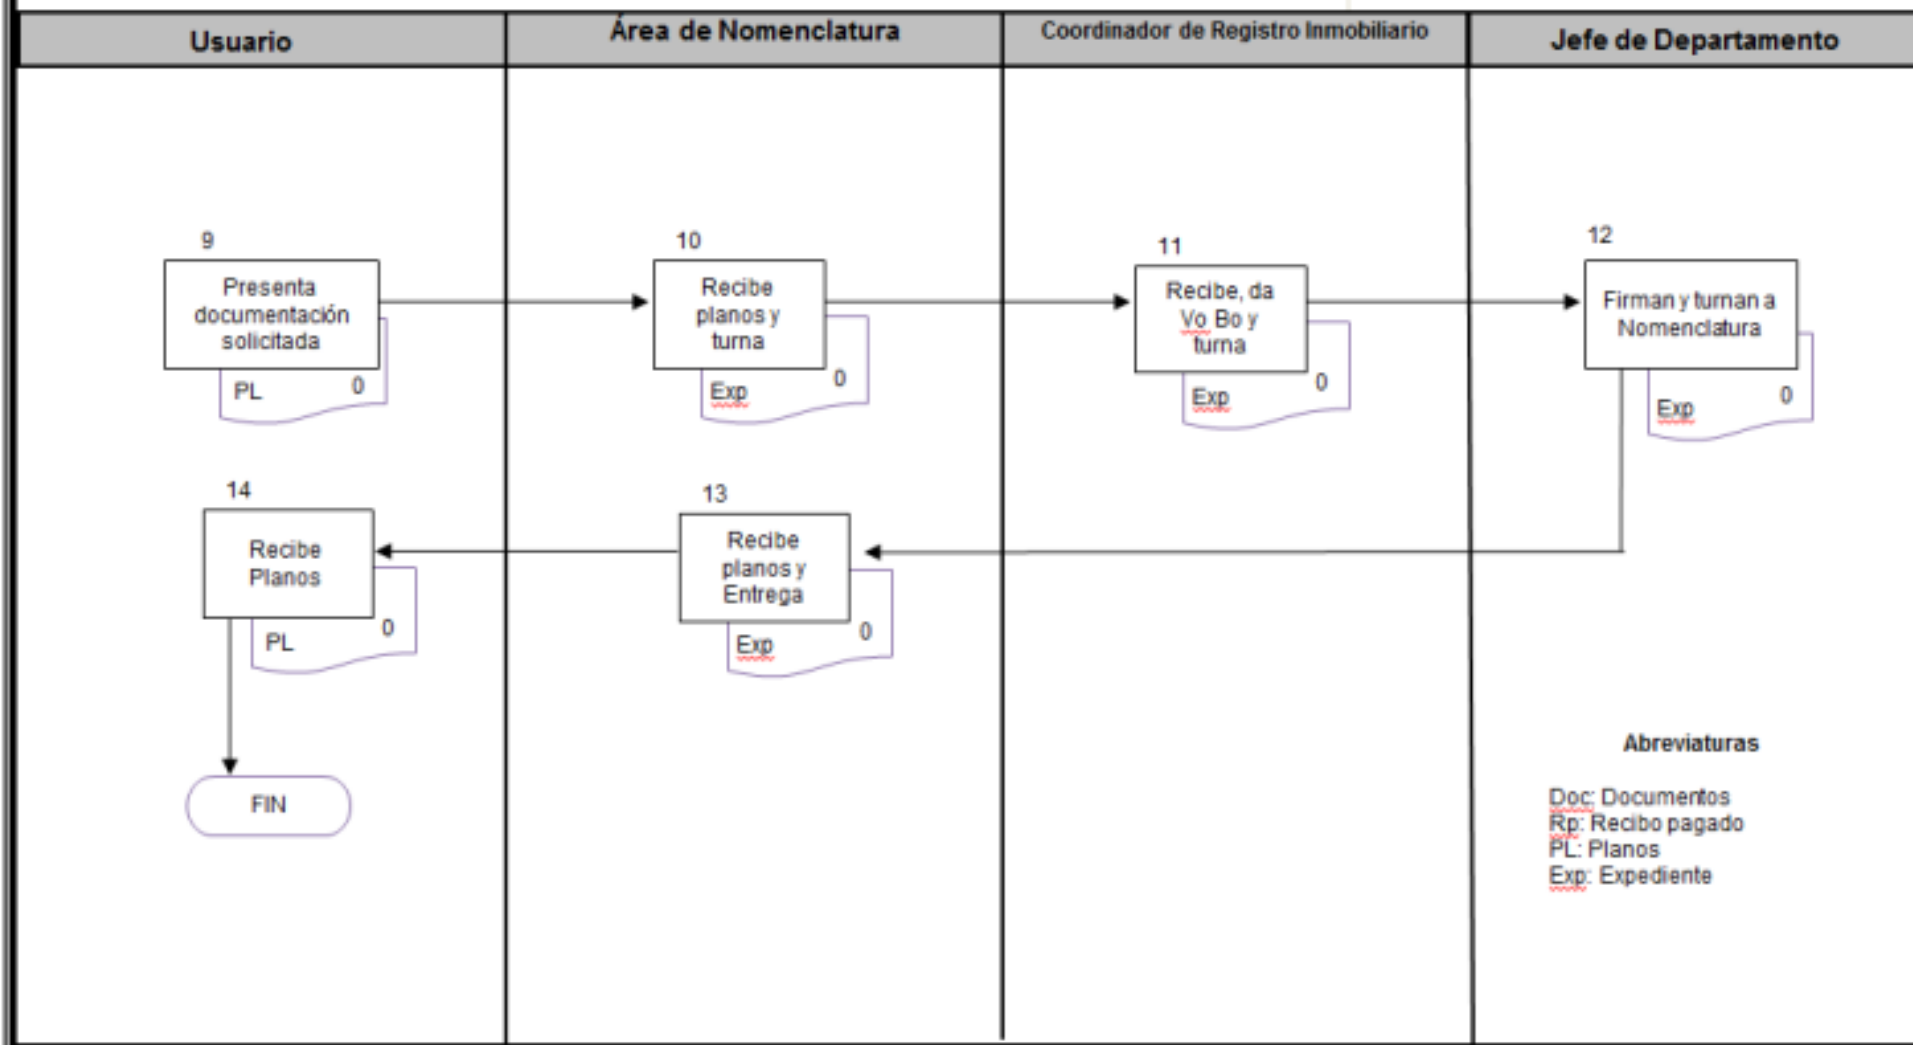 Usuario
Área de Nomenclatura
Coordinador de Registro Inmobiliario
Jefe de Departamento
9
Presenta
documentación
solicitada
PL
0
10
Recibe
planos y
turna
Exp
0
11
Recibe, da
Vo Bo y
turna
Exp
0
12
Firman y turnan a
Nomenclatura
Exp
0
14
Recibe
Planos
PL
0
13
Recibe
planos y
Entrega
Exp
0
FIN
Abreviaturas
Doc: Documentos
Rp: Recibo pagado
PL: Planos
Exp: Expediente